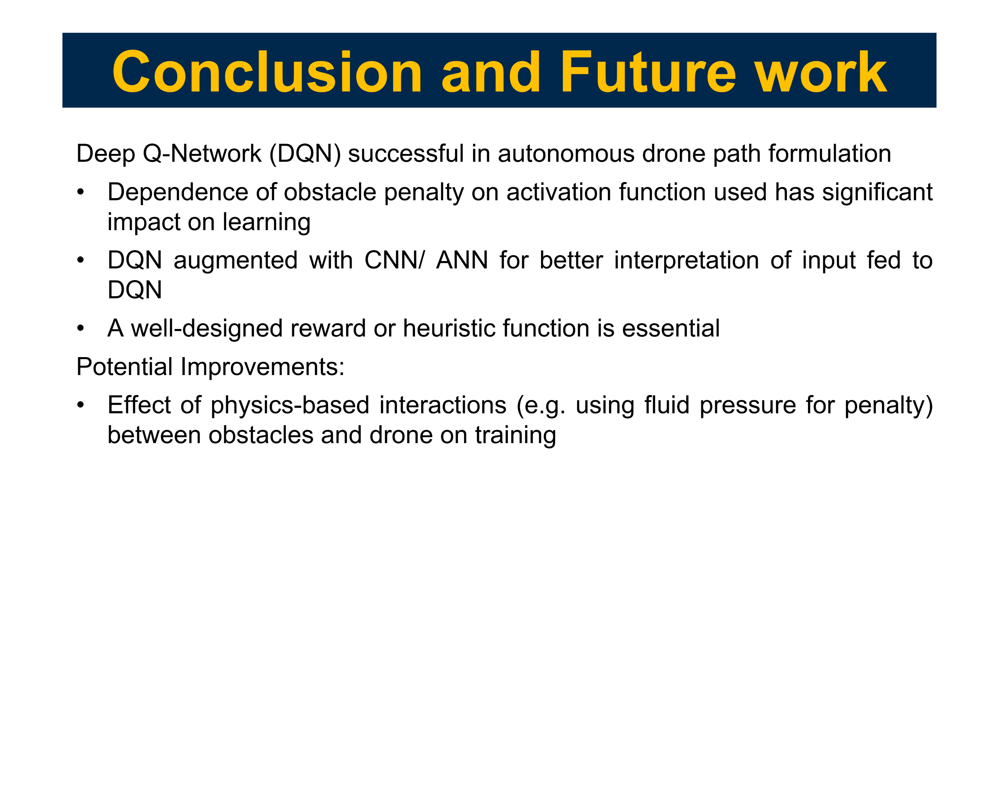 Conclusion and Future work
Deep Q-Network (DQN) successful in autonomous drone path formulation
• Dependence of obstacle penalty on activation function used has significant
impact on learning
• DQN augmented with CNN/ ANN for better interpretation of input fed to
DQN
• A well-designed reward or heuristic function is essential
Potential Improvements:
• Effect of physics-based interactions (e.g. using fluid pressure for penalty)
between obstacles and drone on training